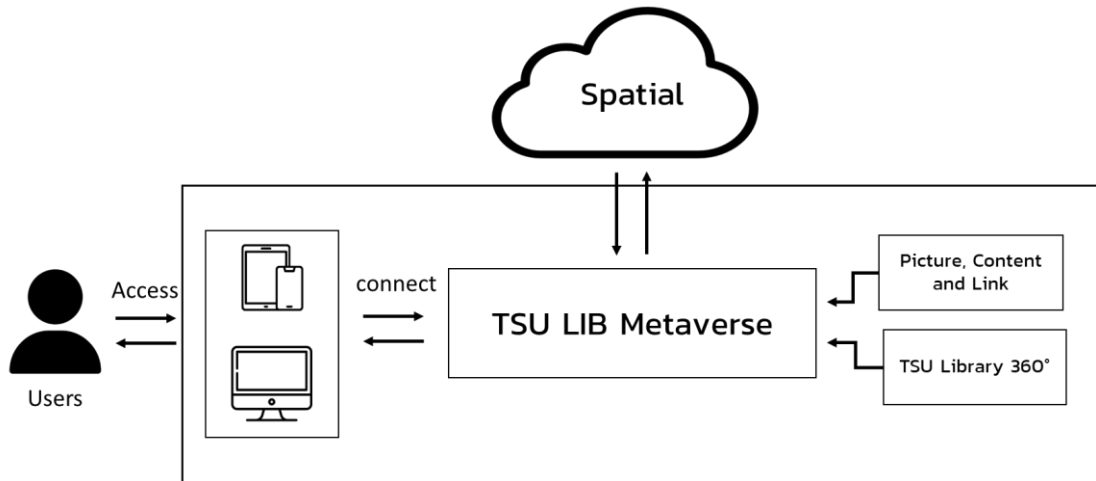 Spatial
Access
connect
Users
TSU LIB Metaverse
Picture, Content
and Link
TSU Library 360°